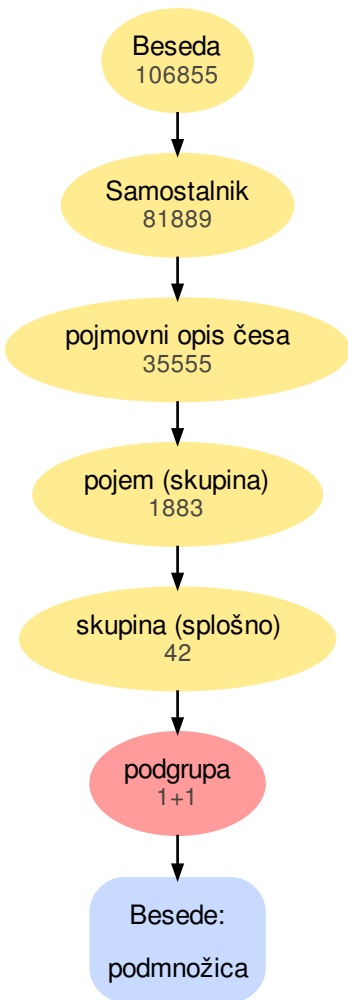 Beseda
106855
Samostalnik
81889
pojmovni opis česa
35555
pojem (skupina)
1883
skupina (splošno)
42
podgrupa
1+1
Besede:
podmnožica